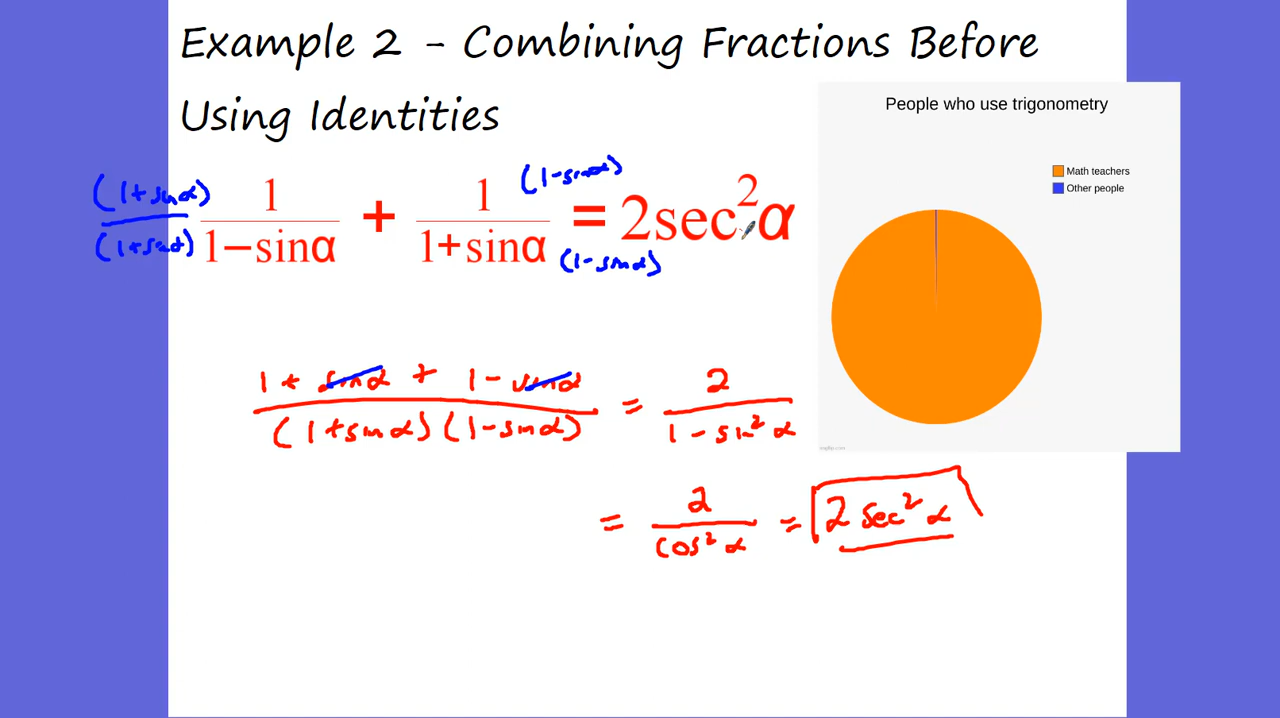 Example 2 - Combining Fractions Before
Using Identities
People who use trigonometry
Math teachers
Other people
(1+sinα)/(1+sinα) 1/(1−sinα) + 1/(1+sinα) (1-sinα)/(1-sinα) = 2sec²α
(1 + sinα + 1 - sinα)/((1+sinα)(1-sinα)) = 2/(1 - sin²α)
= 2/cos²α = 2 sec²α
imgflip.com